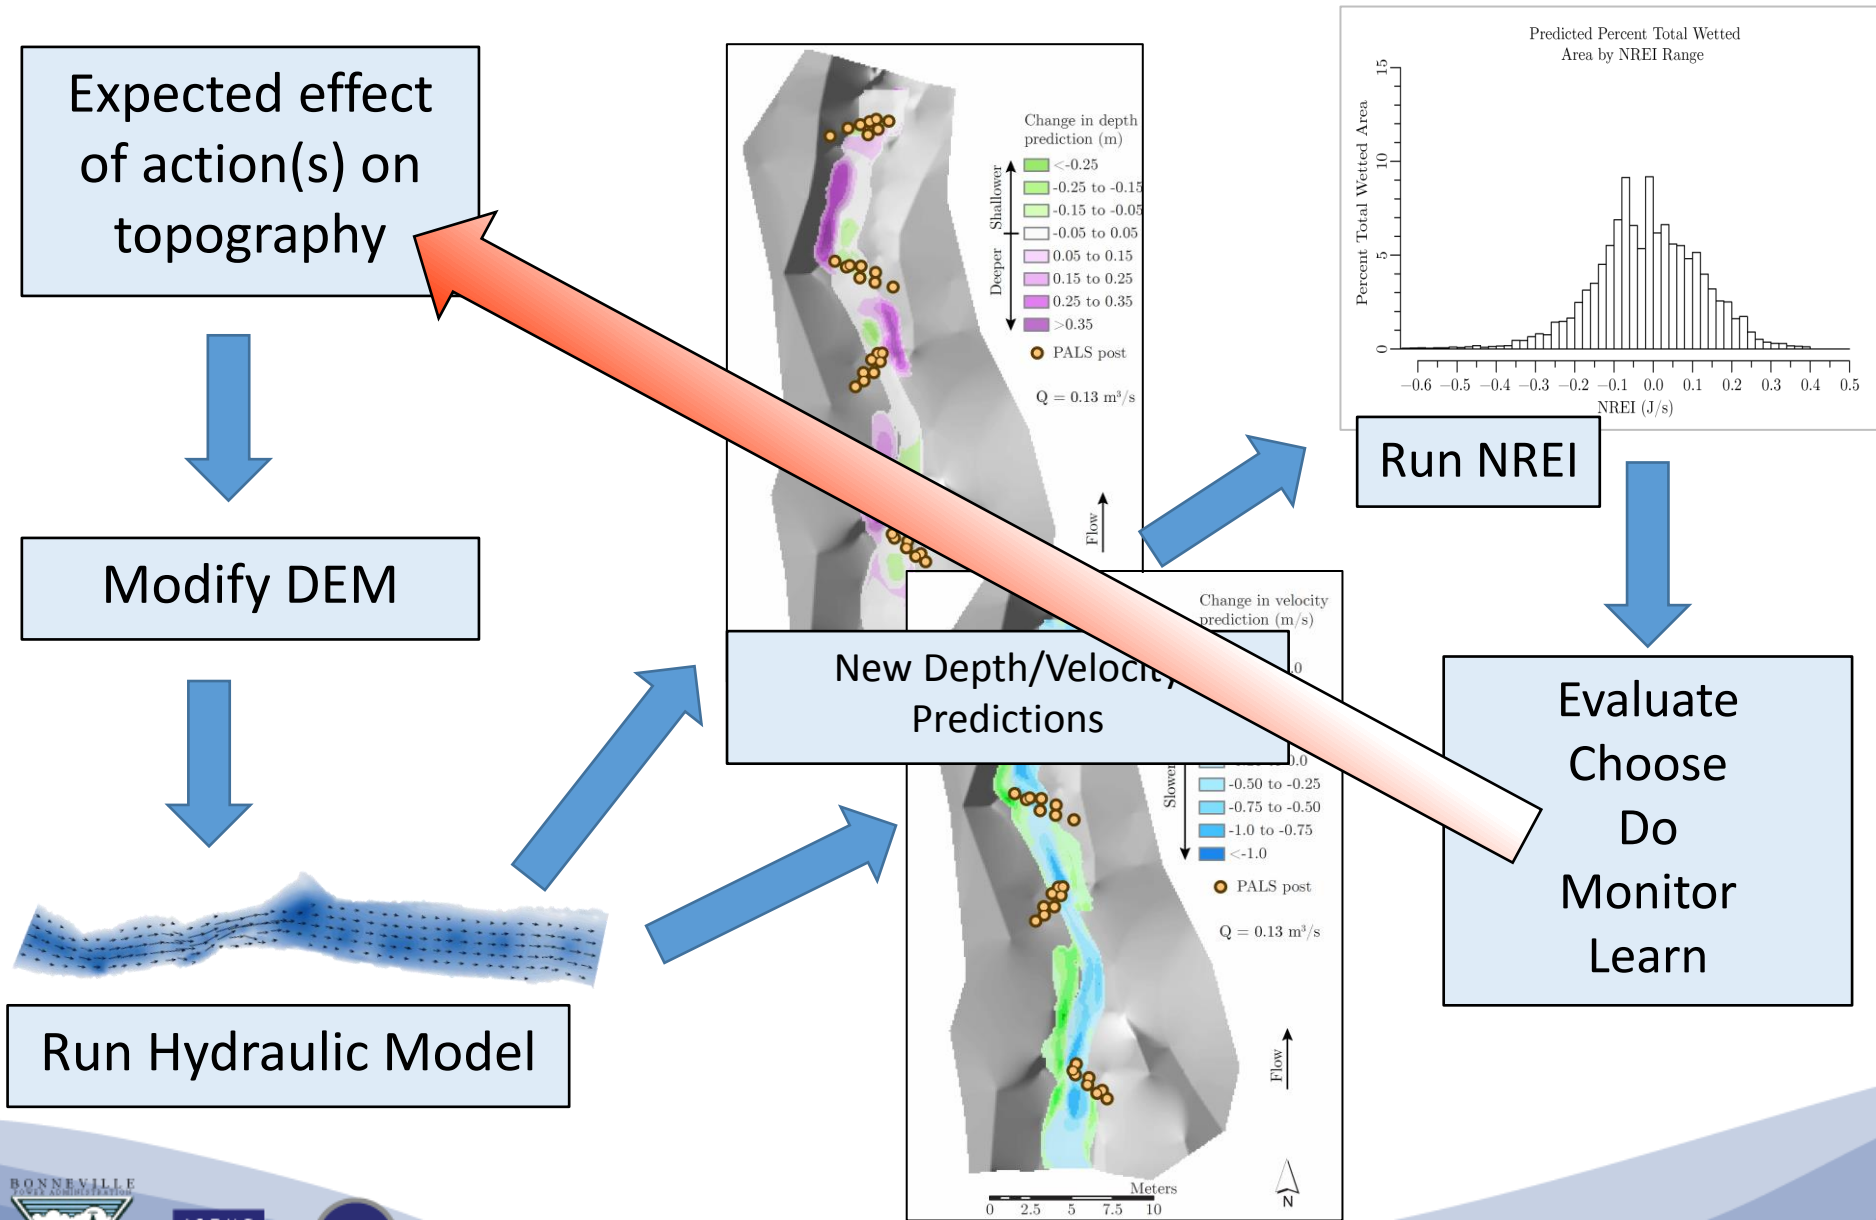 Expected effect
of action(s) on
topography
Modify DEM
Run Hydraulic Model
Change in depth
prediction (m)
Shallower
Deeper
<-0.25
-0.25 to -0.15
-0.15 to -0.05
-0.05 to 0.05
0.05 to 0.15
0.15 to 0.25
0.25 to 0.35
>0.35
PALS post
Q = 0.13 m³/s
Flow
New Depth/Velocity
Predictions
Change in velocity
prediction (m/s)
.0
0.0
-0.50 to -0.25
-0.75 to -0.50
-1.0 to -0.75
<-1.0
Slower
PALS post
Q = 0.13 m³/s
Flow
N
Meters
0 2.5 5 7.5 10
Predicted Percent Total Wetted
Area by NREI Range
Percent Total Wetted Area
15
10
5
0
−0.6 −0.5 −0.4 −0.3 −0.2 −0.1 0.0 0.1 0.2 0.3 0.4 0.5
NREI (J/s)
Run NREI
Evaluate
Choose
Do
Monitor
Learn
BONNEVILLE
POWER ADMINISTRATION